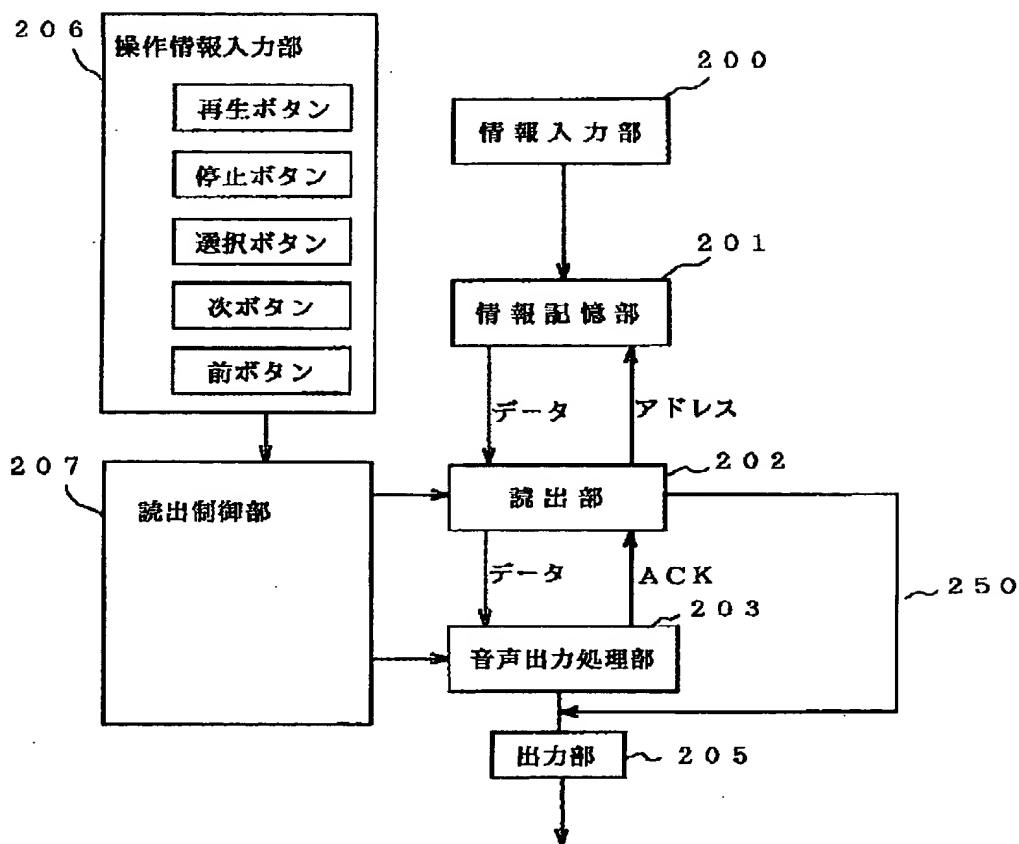 ２０６
操作情報入力部
再生ボタン
停止ボタン
選択ボタン
次ボタン
前ボタン
２００
情報入力部
２０１
情報記憶部
データ
アドレス
２０７
読出制御部
２０２
読出部
データ
ＡＣＫ
２５０
２０３
音声出力処理部
出力部
２０５